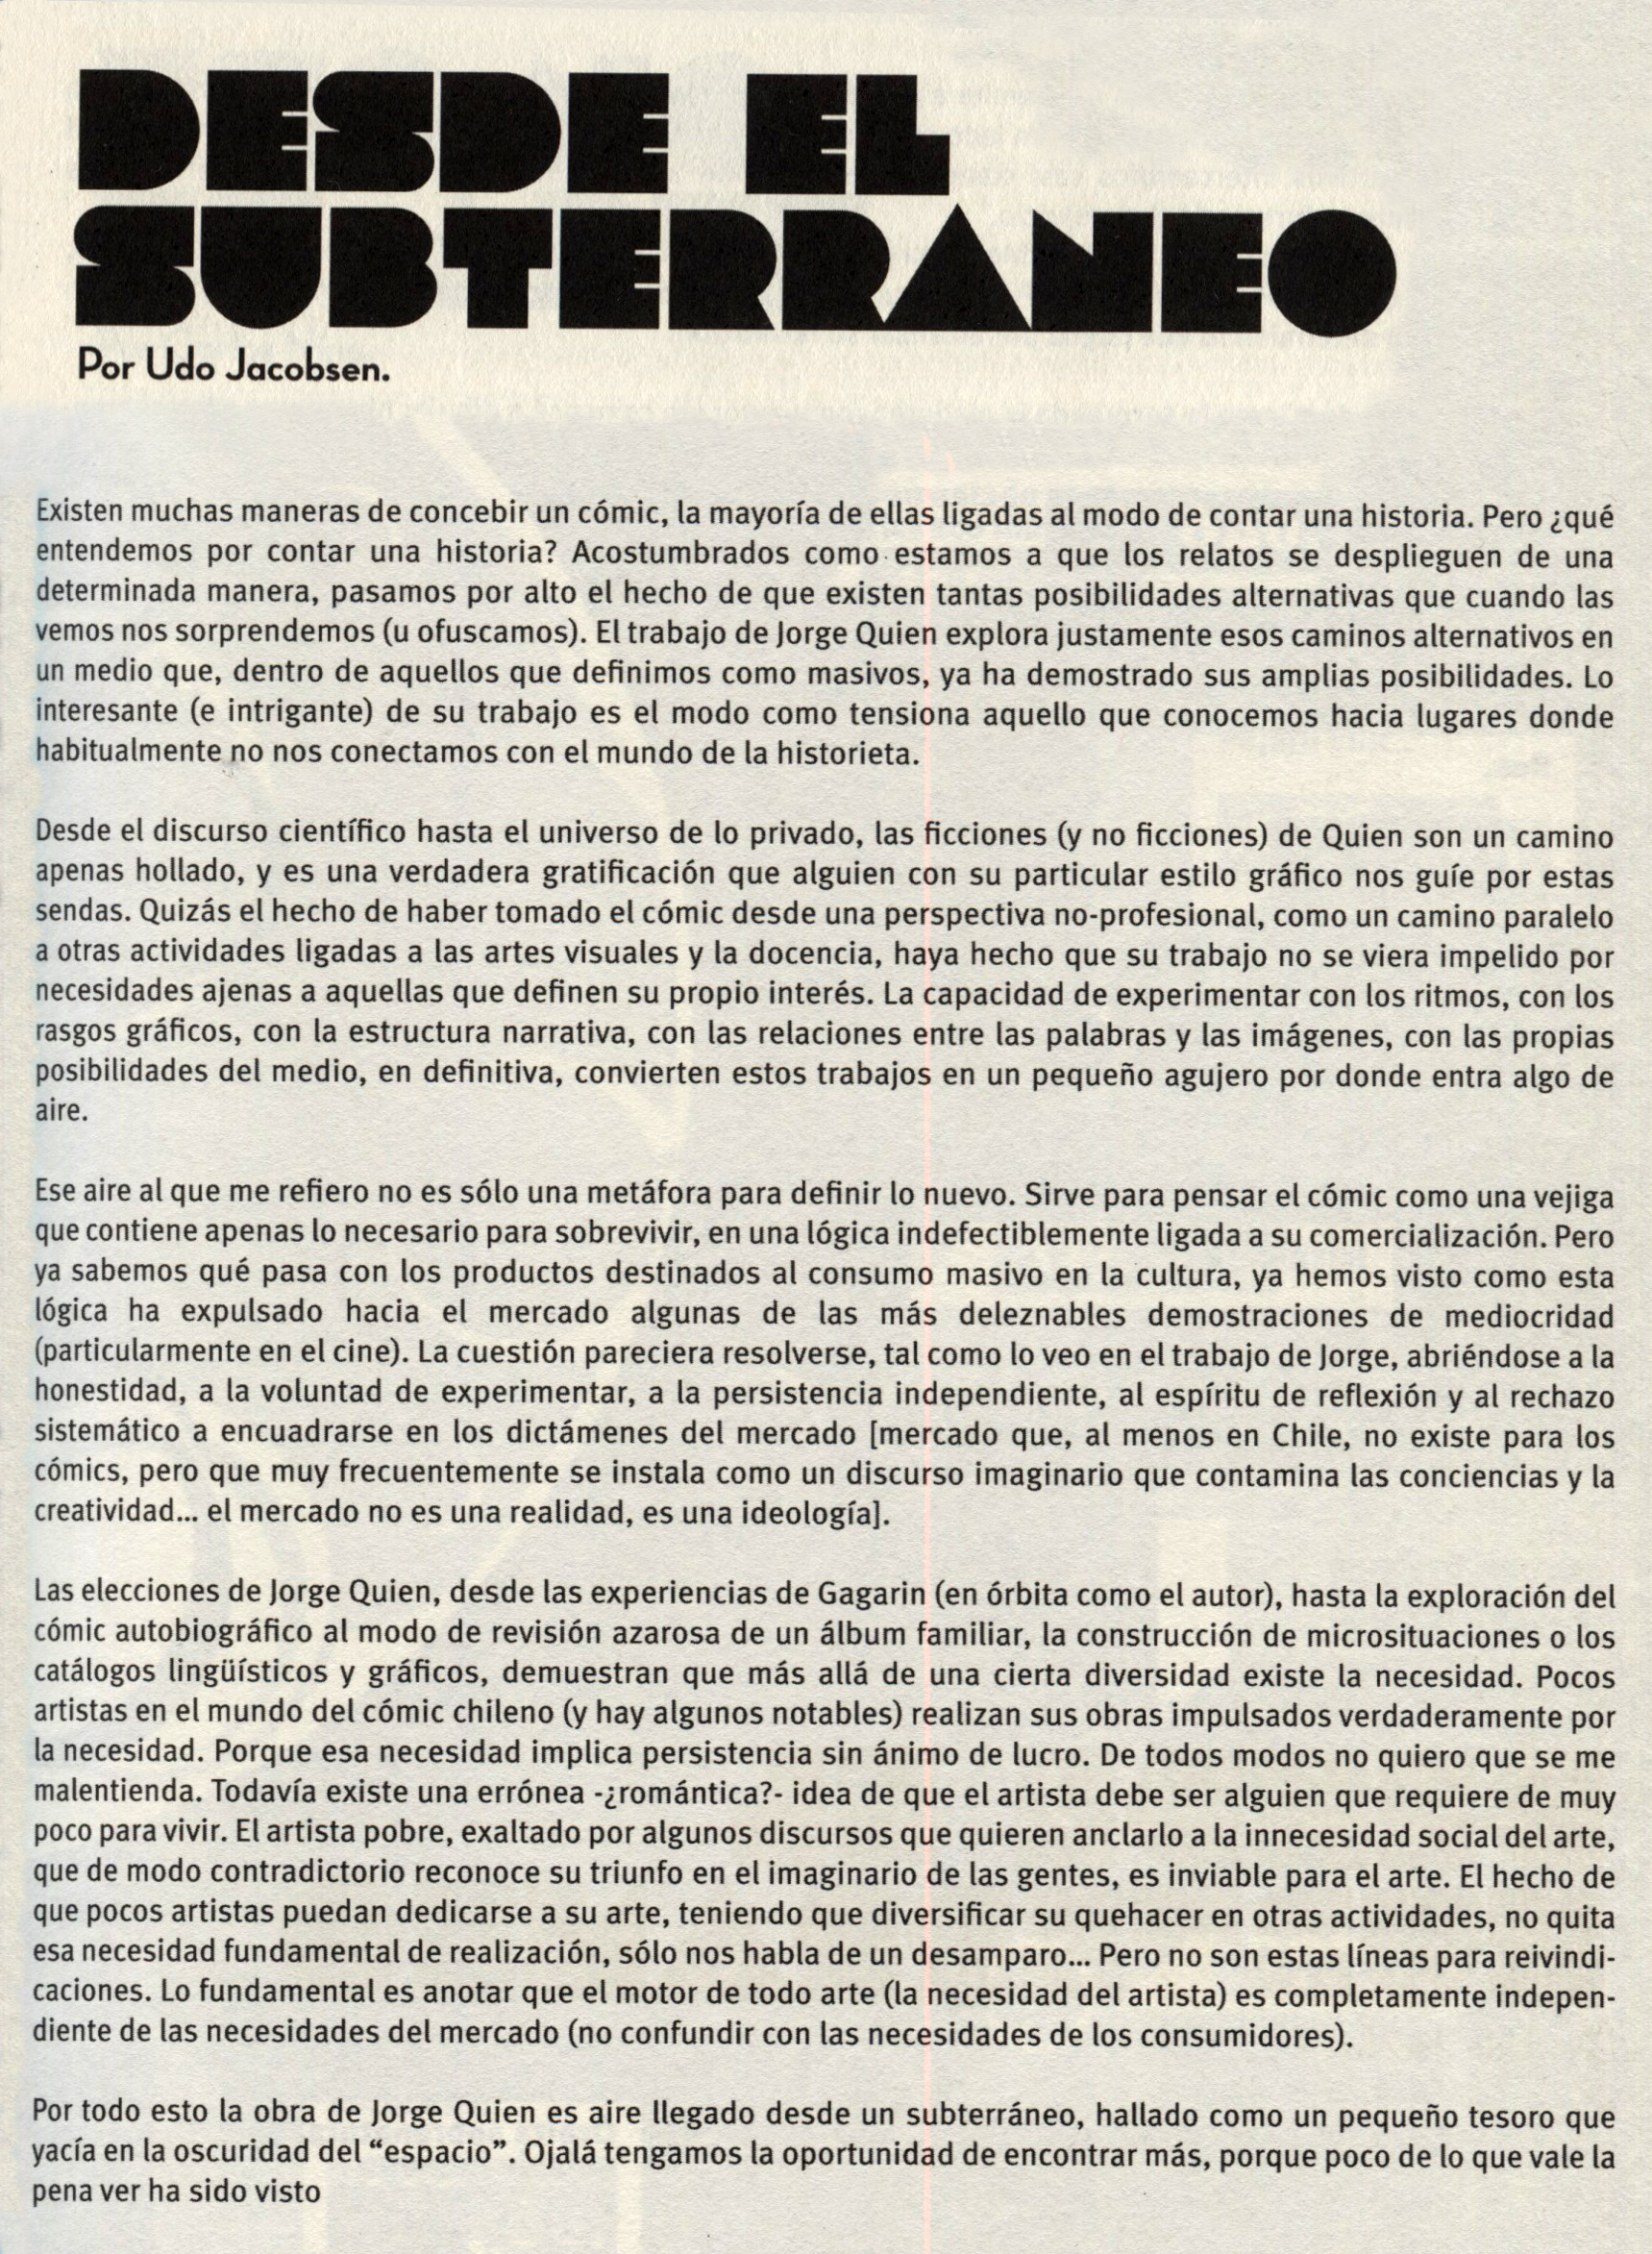 DESDE EL
SUBTERRANEO
Por Udo Jacobsen.
Existen muchas maneras de concebir un cómic, la mayoría de ellas ligadas al modo de contar una historia. Pero ¿qué
entendemos por contar una historia? Acostumbrados como estamos a que los relatos se desplieguen de una
determinada manera, pasamos por alto el hecho de que existen tantas posibilidades alternativas que cuando las
vemos nos sorprendemos (u ofuscamos). El trabajo de Jorge Quien explora justamente esos caminos alternativos en
un medio que, dentro de aquellos que definimos como masivos, ya ha demostrado sus amplias posibilidades. Lo
interesante (e intrigante) de su trabajo es el modo como tensiona aquello que conocemos hacia lugares donde
habitualmente no nos conectamos con el mundo de la historieta.
Desde el discurso científico hasta el universo de lo privado, las ficciones (y no ficciones) de Quien son un camino
apenas hollado, y es una verdadera gratificación que alguien con su particular estilo gráfico nos guíe por estas
sendas. Quizás el hecho de haber tomado el cómic desde una perspectiva no-profesional, como un camino paralelo
a otras actividades ligadas a las artes visuales y la docencia, haya hecho que su trabajo no se viera impelido por
necesidades ajenas a aquellas que definen su propio interés. La capacidad de experimentar con los ritmos, con los
rasgos gráficos, con la estructura narrativa, con las relaciones entre las palabras y las imágenes, con las propias
posibilidades del medio, en definitiva, convierten estos trabajos en un pequeño agujero por donde entra algo de
aire.
Ese aire al que me refiero no es sólo una metáfora para definir lo nuevo. Sirve para pensar el cómic como una vejiga
que contiene apenas lo necesario para sobrevivir, en una lógica indefectiblemente ligada a su comercialización. Pero
ya sabemos qué pasa con los productos destinados al consumo masivo en la cultura, ya hemos visto como esta
lógica ha expulsado hacia el mercado algunas de las más deleznables demostraciones de mediocridad
(particularmente en el cine). La cuestión pareciera resolverse, tal como lo veo en el trabajo de Jorge, abriéndose a la
honestidad, a la voluntad de experimentar, a la persistencia independiente, al espíritu de reflexión y al rechazo
sistemático a encuadrarse en los dictámenes del mercado [mercado que, al menos en Chile, no existe para los
cómics, pero que muy frecuentemente se instala como un discurso imaginario que contamina las conciencias y la
creatividad... el mercado no es una realidad, es una ideología].
Las elecciones de Jorge Quien, desde las experiencias de Gagarin (en órbita como el autor), hasta la exploración del
cómic autobiográfico al modo de revisión azarosa de un álbum familiar, la construcción de microsituaciones o los
catálogos lingüísticos y gráficos, demuestran que más allá de una cierta diversidad existe la necesidad. Pocos
artistas en el mundo del cómic chileno (y hay algunos notables) realizan sus obras impulsados verdaderamente por
la necesidad. Porque esa necesidad implica persistencia sin ánimo de lucro. De todos modos no quiero que se me
malentienda. Todavía existe una errónea -¿romántica?- idea de que el artista debe ser alguien que requiere de muy
poco para vivir. El artista pobre, exaltado por algunos discursos que quieren anclarlo a la innecesidad social del arte,
que de modo contradictorio reconoce su triunfo en el imaginario de las gentes, es inviable para el arte. El hecho de
que pocos artistas puedan dedicarse a su arte, teniendo que diversificar su quehacer en otras actividades, no quita
esa necesidad fundamental de realización, sólo nos habla de un desamparo... Pero no son estas líneas para reivindi-
caciones. Lo fundamental es anotar que el motor de todo arte (la necesidad del artista) es completamente indepen-
diente de las necesidades del mercado (no confundir con las necesidades de los consumidores).
Por todo esto la obra de Jorge Quien es aire llegado desde un subterráneo, hallado como un pequeño tesoro que
yacía en la oscuridad del “espacio”. Ojalá tengamos la oportunidad de encontrar más, porque poco de lo que vale la
pena ver ha sido visto